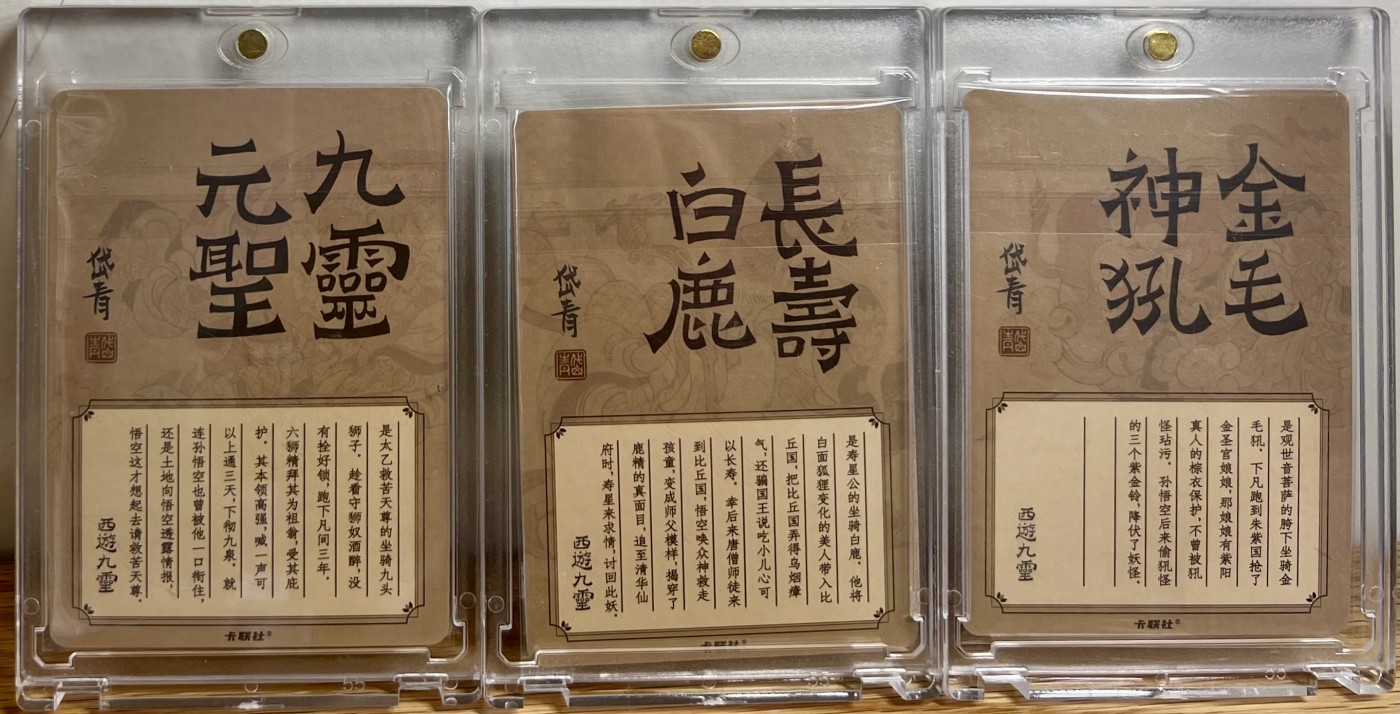 九靈
元聖
岱青
岱青
是太乙救苦天尊的坐骑九头
狮子。趁看守狮奴酒醉,没
有拴好锁,跑下凡间三年,
六狮精拜其为祖翁,受其庇
护。其本领高强,喊一声可
以上通三天,下彻九泉。就
连孙悟空也曾被他一口衔住,
还是土地向悟空透露情报,
悟空这才想起去请救苦天尊。
西遊九靈
卡联社®
長壽
白鹿
岱青
岱青
是寿星公的坐骑白鹿。他将
白面狐狸变化的美人带入比
丘国,把比丘国弄得乌烟瘴
气,还骗国王说吃小儿心可
以长寿。幸后来唐僧师徒来
到比丘国,悟空唤众神救走
孩童,变成师父模样,揭穿了
鹿精的真面目,追至清华仙
府时,寿星来求情,讨回此妖。
西遊九靈
卡联社®
金毛
神犼
岱青
岱青
是观世音菩萨的胯下坐骑金
毛犼。下凡跑到朱紫国抢了
金圣宫娘娘,那娘娘有紫阳
真人的棕衣保护,不曾被犼
怪玷污。孙悟空后来偷犼怪
的三个紫金铃,降伏了妖怪。
西遊九靈
卡联社®
55
55
55